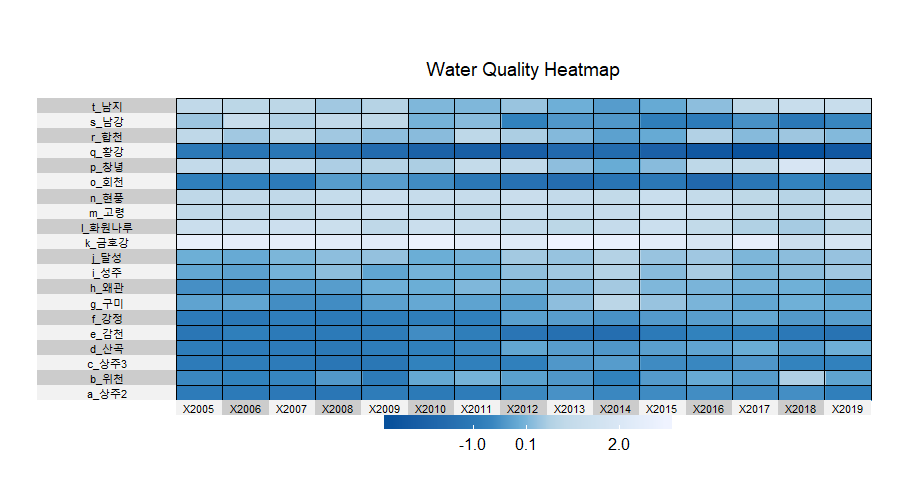 Water Quality Heatmap
t_남지
s_남강
r_합천
q_황강
p_창녕
o_회천
n_현풍
m_고령
l_화원나루
k_금호강
j_달성
i_성주
h_왜관
g_구미
f_강정
e_감천
d_산곡
c_상주3
b_위천
a_상주2
X2005 X2006 X2007 X2008 X2009 X2010 X2011 X2012 X2013 X2014 X2015 X2016 X2017 X2018 X2019
-1.0 0.1 2.0